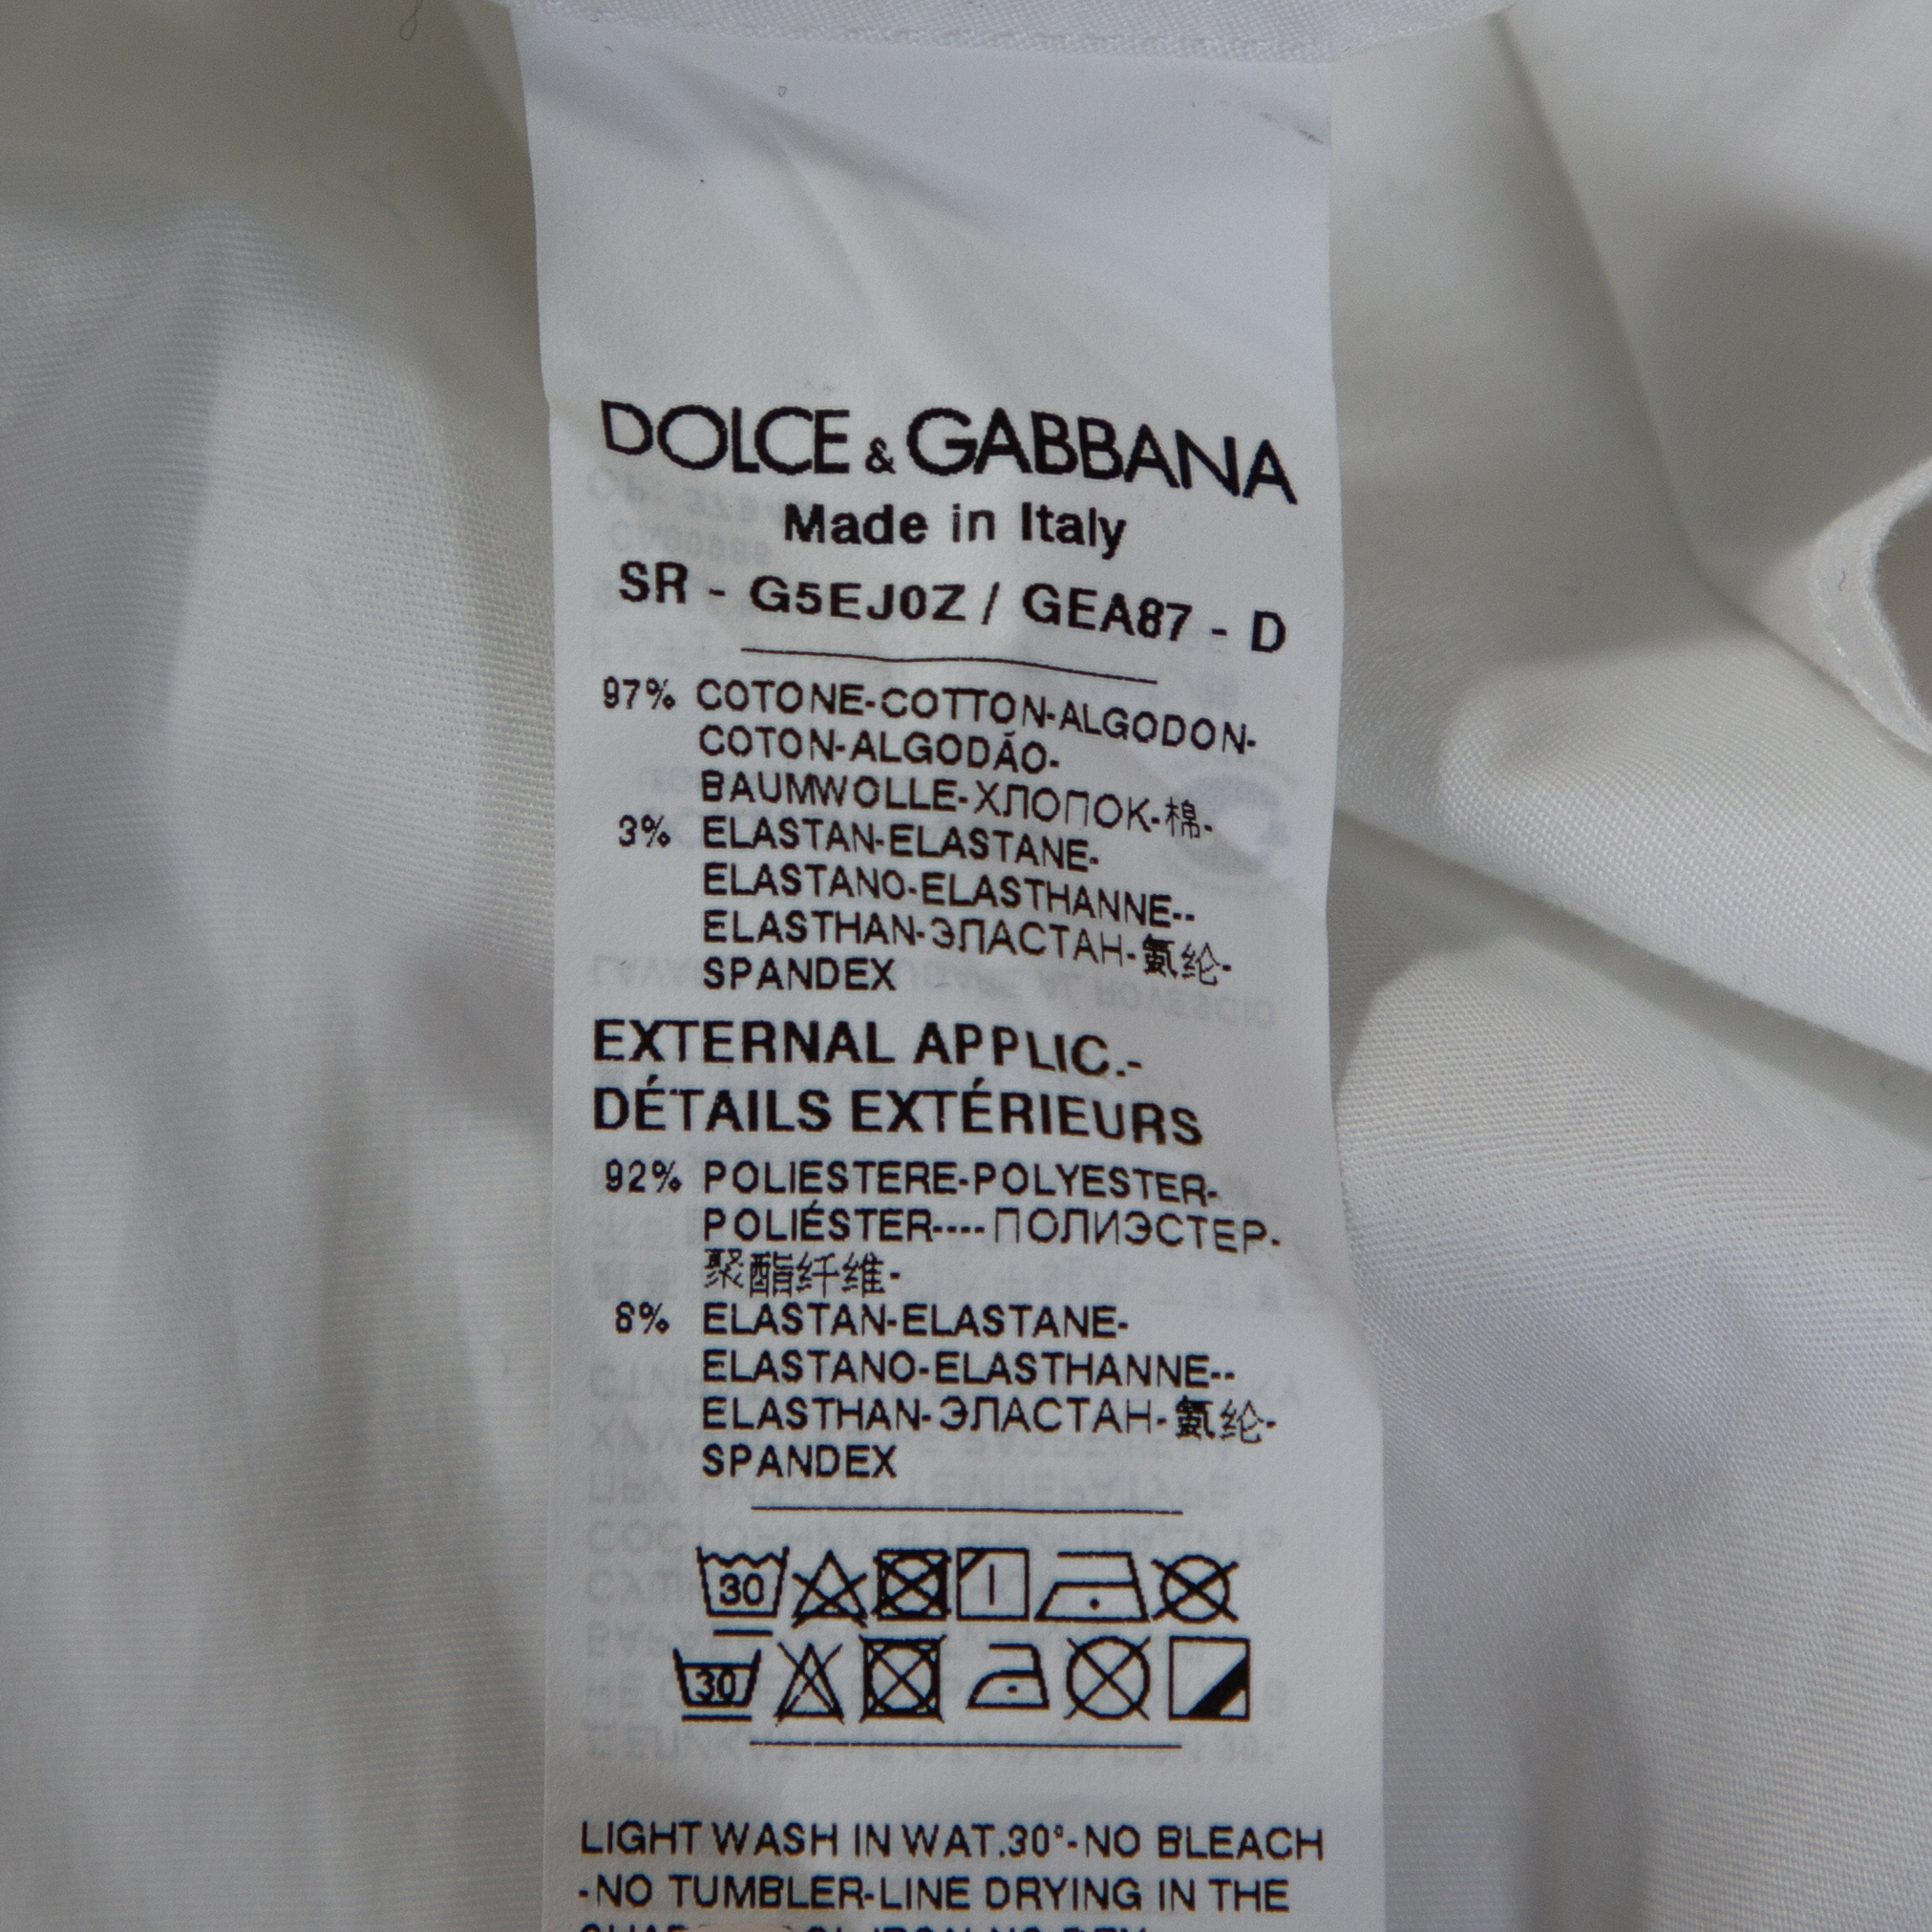 DOLCE & GABBANA
Made in Italy
SR - G5EJ0Z / GEA87 - D
97% COTONE-COTTON-ALGODON-
COTON-ALGODÃO-
BAUMWOLLE-ХЛОПОК-棉-
3% ELASTAN-ELASTANE-
ELASTANO-ELASTHANNE--
ELASTHAN-ЭЛАСТАН-氨纶-
SPANDEX
EXTERNAL APPLIC.-
DÉTAILS EXTÉRIEURS
92% POLIESTERE-POLYESTER-
POLIÉSTER----ПОЛИЭСТЕР-
聚酯纤维-
8% ELASTAN-ELASTANE-
ELASTANO-ELASTHANNE--
ELASTHAN-ЭЛАСТАН-氨纶-
SPANDEX
30
30
LIGHT WASH IN WAT.30°-NO BLEACH
-NO TUMBLER-LINE DRYING IN THE